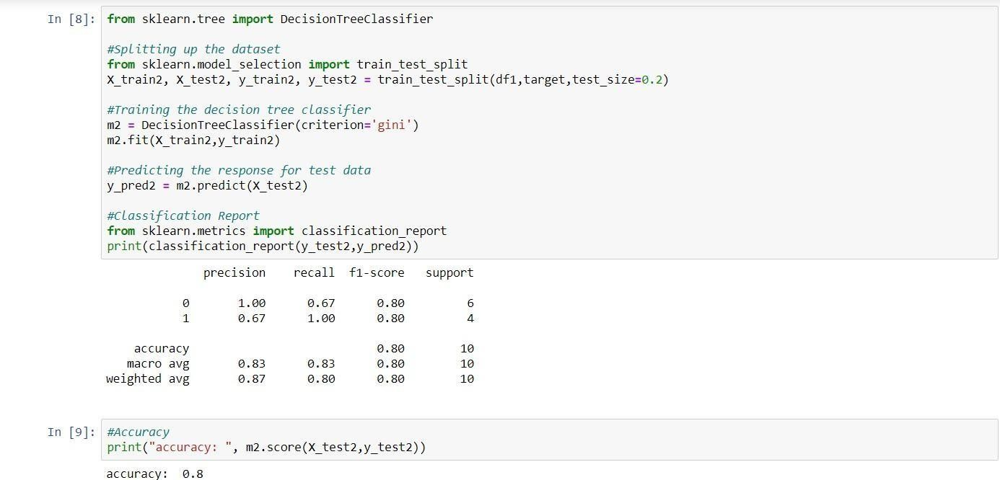 In [8]: from sklearn.tree import DecisionTreeClassifier
#Splitting up the dataset
from sklearn.model_selection import train_test_split
X_train2, X_test2, y_train2, y_test2 = train_test_split(df1,target,test_size=0.2)
#Training the decision tree classifier
m2 = DecisionTreeClassifier(criterion='gini')
m2.fit(X_train2,y_train2)
#Predicting the response for test data
y_pred2 = m2.predict(X_test2)
#Classification Report
from sklearn.metrics import classification_report
print(classification_report(y_test2,y_pred2))
precision recall f1-score support
0 1.00 0.67 0.80 6
1 0.67 1.00 0.80 4
accuracy 0.80 10
macro avg 0.83 0.83 0.80 10
weighted avg 0.87 0.80 0.80 10
In [9]: #Accuracy
print("accuracy: ", m2.score(X_test2,y_test2))
accuracy:  0.8